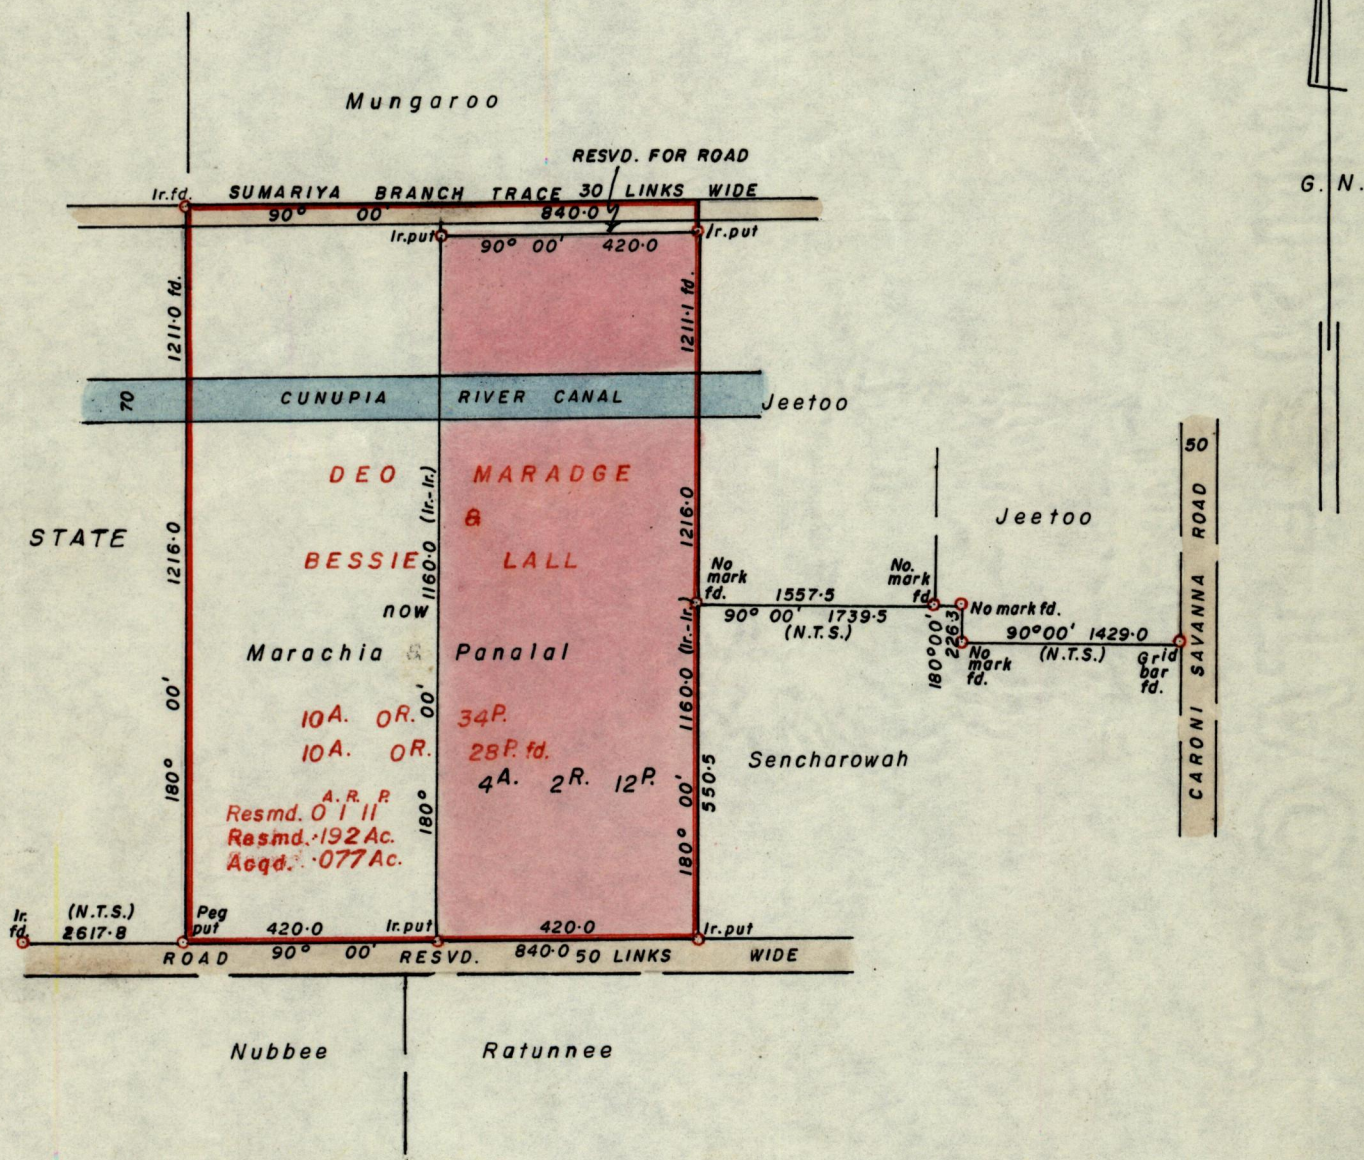 Mungaroo
G. N.
RESVD. FOR ROAD
Ir.fd.
SUMARIYA BRANCH TRACE 30 LINKS WIDE
90° 00' 840·0
Ir.put
90° 00' 420·0
Ir.put
1211·0 fd.
1211·1 fd.
70
CUNUPIA RIVER CANAL
Jeetoo
50
DEO MARADGE
&
BESSIE LALL
now
Marachia & Panalal
STATE
1216·0
1160·0 (Ir.-Ir.)
1216·0
Jeetoo
CARONI SAVANNA ROAD
No mark fd.
1557·5
90° 00' 1739·5
(N.T.S.)
No. mark fd.
No mark fd.
180°00' 226·3
90°00' 1429·0
(N.T.S.)
No mark fd.
Grid bar fd.
1160·0 (Ir.-Ir.)
180° 00'
180° 00'
180° 00'
550·5
Sencharowah
10A. 0R. 34P.
10A. 0R. 28P. fd.
4A. 2R. 12P.
A. R. P.
Resmd. 0 1 11
Resmd. ·192 Ac.
Acqd. ·077 Ac.
Ir. fd.
(N.T.S.)
2617·8
Peg put
420·0
Ir.put
420·0
Ir.put
ROAD RESVD. 50 LINKS WIDE
90° 00' 840·0
Nubbee
Ratunnee